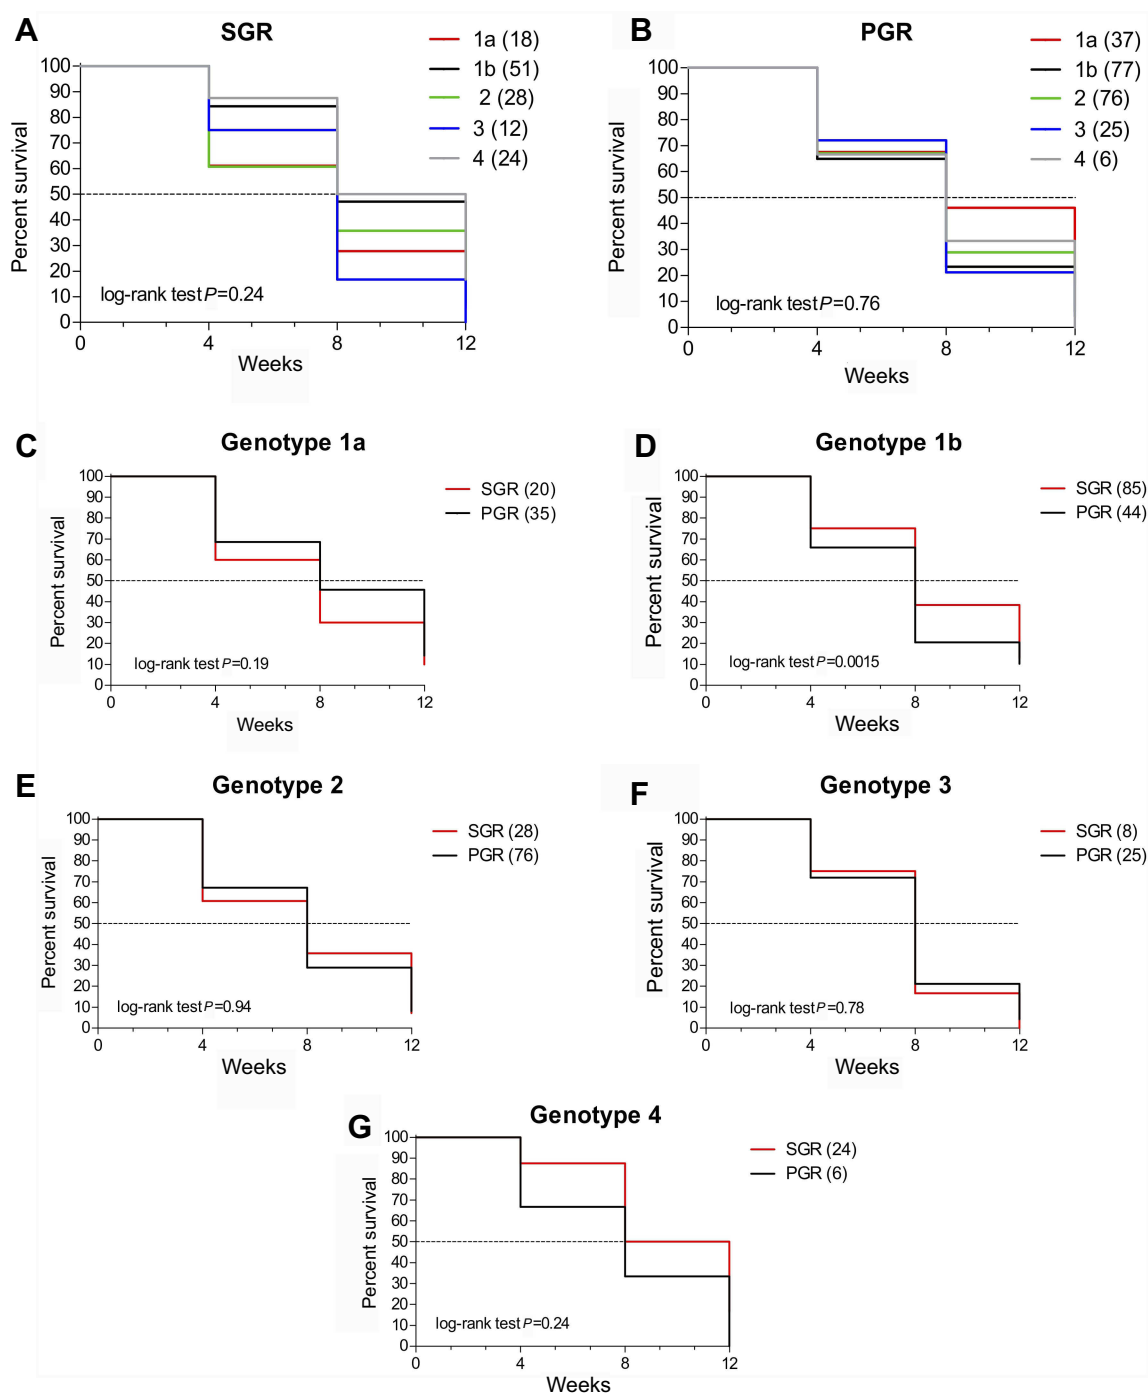 A
SGR
1a (18)
1b (51)
2 (28)
3 (12)
4 (24)
Percent survival
100
90
80
70
60
50
40
30
20
10
0
log-rank test P=0.24
0 4 8 12
Weeks
B
PGR
1a (37)
1b (77)
2 (76)
3 (25)
4 (6)
Percent survival
100
90
80
70
60
50
40
30
20
10
0
log-rank test P=0.76
0 4 8 12
Weeks
C
Genotype 1a
SGR (20)
PGR (35)
Percent survival
100
90
80
70
60
50
40
30
20
10
0
log-rank test P=0.19
0 4 8 12
Weeks
D
Genotype 1b
SGR (85)
PGR (44)
Percent survival
100
90
80
70
60
50
40
30
20
10
0
log-rank test P=0.0015
0 4 8 12
Weeks
E
Genotype 2
SGR (28)
PGR (76)
Percent survival
100
90
80
70
60
50
40
30
20
10
0
log-rank test P=0.94
0 4 8 12
Weeks
F
Genotype 3
SGR (8)
PGR (25)
Percent survival
100
90
80
70
60
50
40
30
20
10
0
log-rank test P=0.78
0 4 8 12
Weeks
G
Genotype 4
SGR (24)
PGR (6)
Percent survival
100
90
80
70
60
50
40
30
20
10
0
log-rank test P=0.24
0 4 8 12
Weeks